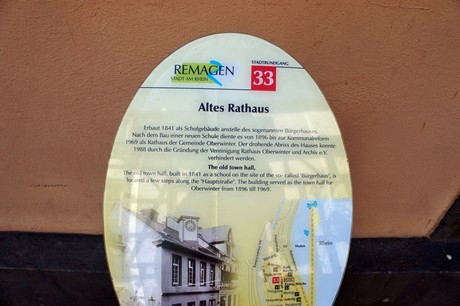 STADTRUNDGANG
REMAGEN
STADT AM RHEIN
33
Altes Rathaus
Erbaut 1841 als Schulgebäude anstelle des sogenannten Bürgerhauses.
Nach dem Bau einer neuen Schule diente es von 1896 bis zur Kommunalreform
1969 als Rathaus der Gemeinde Oberwinter. Der drohende Abriss des Hauses konnte
1988 durch die Gründung der Vereinigung Rathaus Oberwinter und Archiv e.V.
verhindert werden.
The old town hall,
The old town hall, built in 1841 as a school on the site of the so- called 'Bürgerhaus', is
located a few steps along the "Hauptstraße". The building served as the town hall for
Oberwinter from 1896 till 1969.
Rhein
33